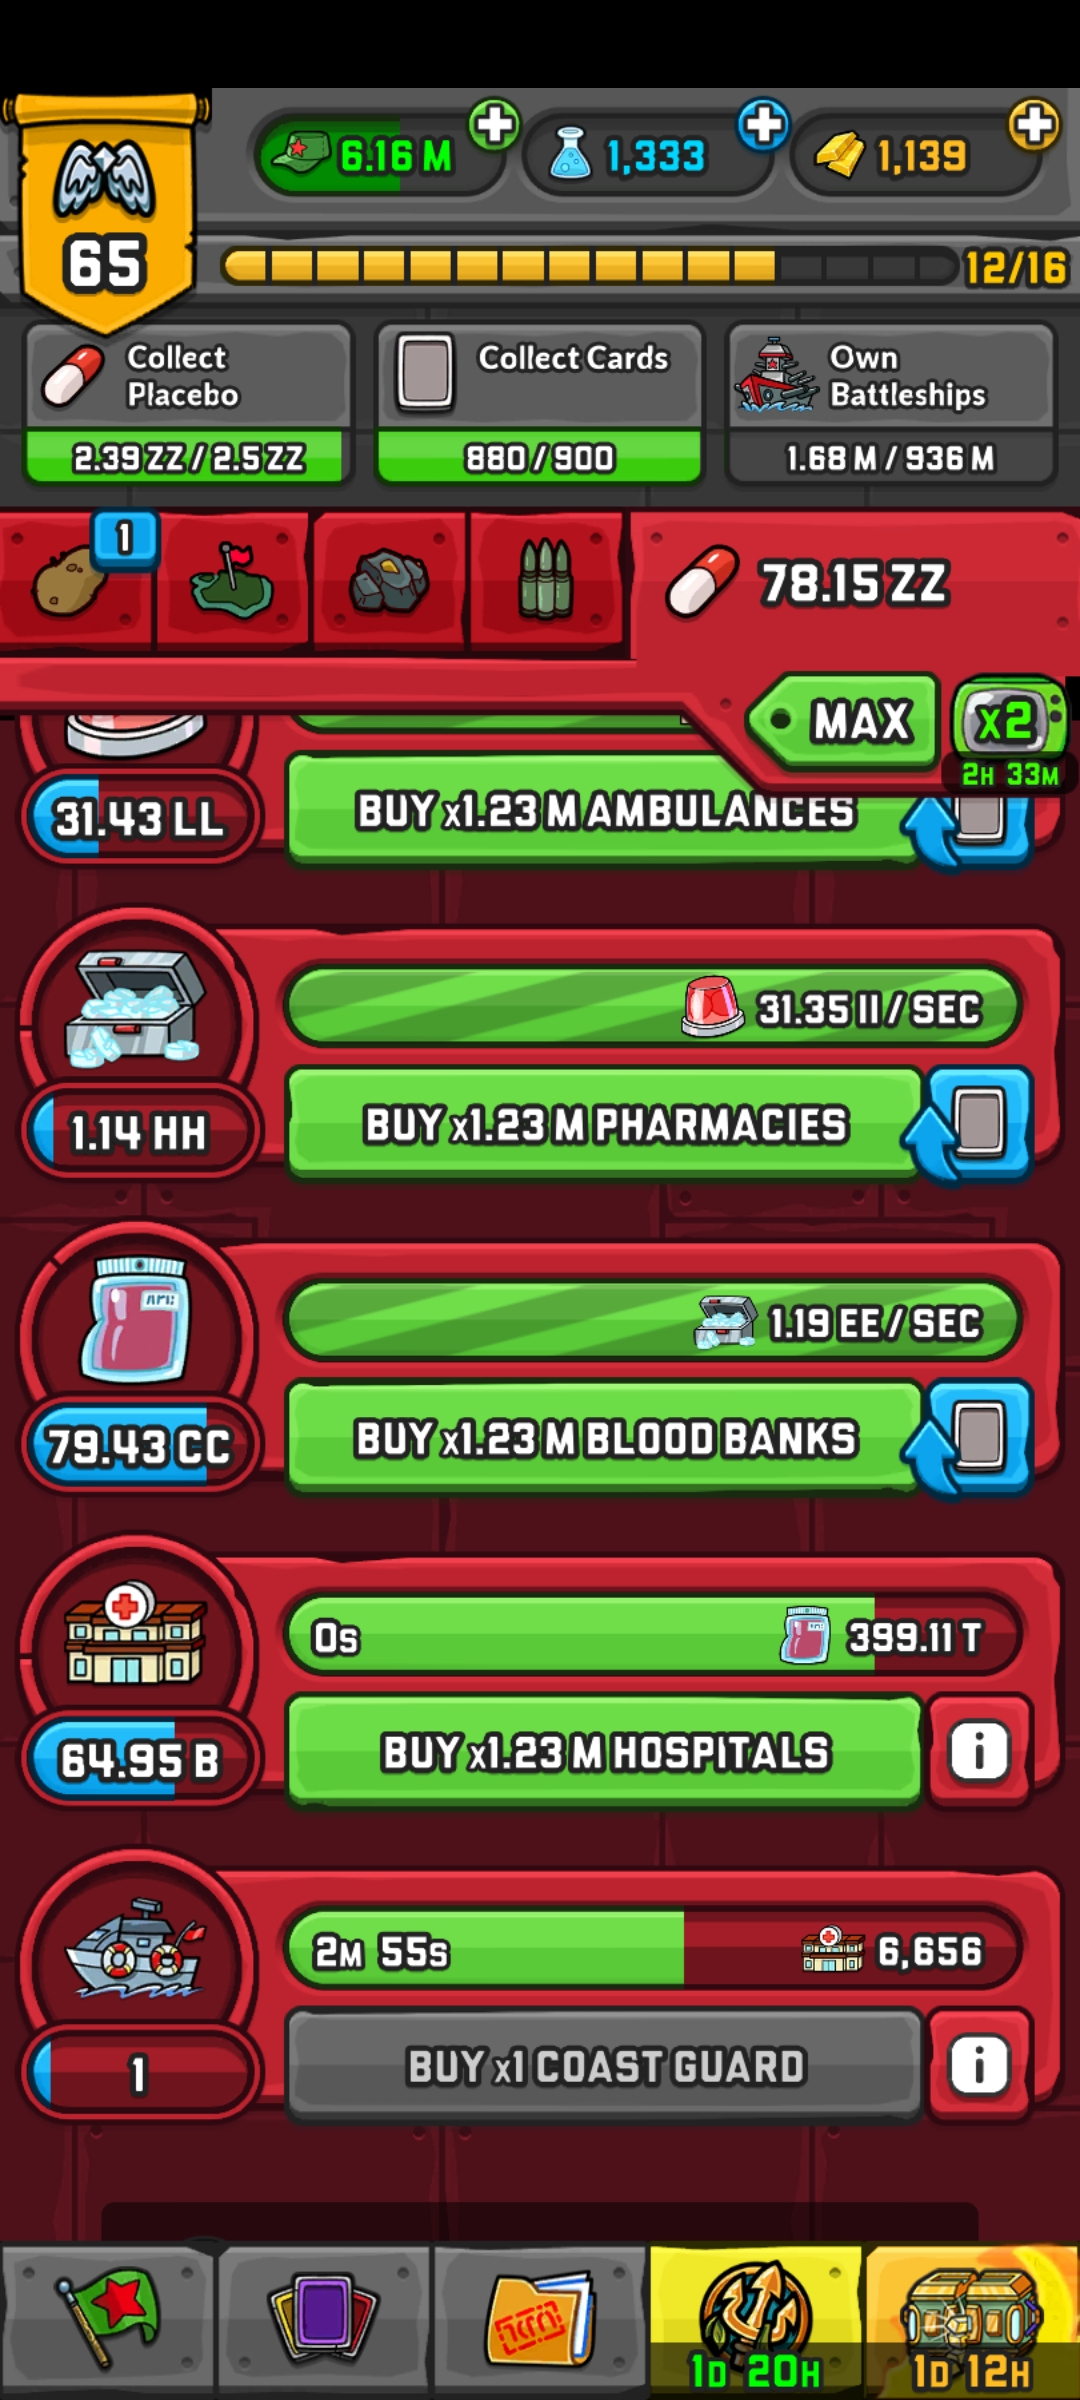 6.16 M
1,333
1,139
65
12/16
Collect
Placebo
2.39 ZZ / 2.5 ZZ
Collect Cards
880 / 900
Own
Battleships
1.68 M / 936 M
1
78.15 ZZ
MAX
x2
2H 33M
31.43 LL
BUY x1.23 M AMBULANCES
31.35 II / SEC
1.14 HH
BUY x1.23 M PHARMACIES
1.19 EE / SEC
79.43 CC
BUY x1.23 M BLOOD BANKS
0s
399.11 T
64.95 B
BUY x1.23 M HOSPITALS
i
2M 55s
6,656
1
BUY x1 COAST GUARD
i
1D 20H
1D 12H